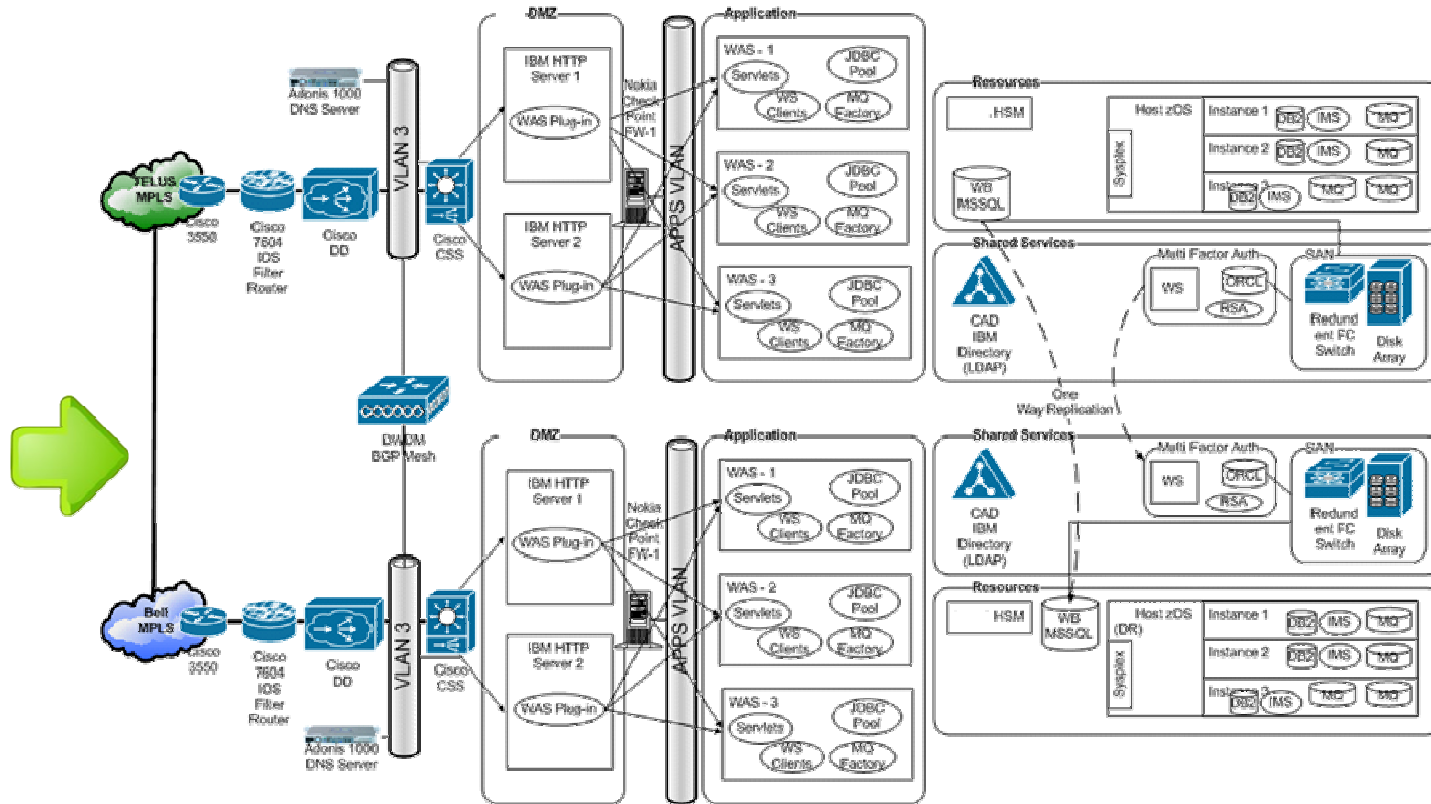 DMZ
IBM HTTP
Server 1
WAS Plug-in
IBM HTTP
Server 2
WAS Plug-in
Adonis 1000
DNS Server
TELUS
MPLS
Cisco
3550
Cisco
7604
IOS
Filter
Router
Cisco
DD
VLAN 3
Cisco
CSS
Nokia
Check
Point
FW-1
APPS VLAN
Application
WAS - 1
Servlets
JDBC
Pool
WS
Clients
MQ
Factory
WAS - 2
Servlets
JDBC
Pool
WS
Clients
MQ
Factory
WAS - 3
Servlets
JDBC
Pool
WS
Clients
MQ
Factory
Resources
HSM
WB
MSSQL
Host zOS
Sysplex
Instance 1
DB2
IMS
MQ
Instance 2
DB2
IMS
MQ
Instance 3
DB2
IMS
MQ
MQ
Shared Services
CAD
IBM
Directory
(LDAP)
Multi Factor Auth
WS
ORCL
RSA
SAN
Redund
ent FC
Switch
Disk
Array
One
Way Replication
DWDM
BGP Mesh
Bell
MPLS
Cisco
3550
Cisco
7604
IOS
Filter
Router
Cisco
DD
VLAN 3
Adonis 1000
DNS Server
Cisco
CSS
DMZ
IBM HTTP
Server 1
WAS Plug-in
IBM HTTP
Server 2
WAS Plug-in
Nokia
Check
Point
FW-1
APPS VLAN
Application
WAS - 1
Servlets
JDBC
Pool
WS
Clients
MQ
Factory
WAS - 2
Servlets
JDBC
Pool
WS
Clients
MQ
Factory
WAS - 3
Servlets
JDBC
Pool
WS
Clients
MQ
Factory
Shared Services
CAD
IBM
Directory
(LDAP)
Multi Factor Auth
WS
ORCL
RSA
SAN
Redund
ent FC
Switch
Disk
Array
Resources
HSM
WB
MSSQL
Host zOS
(DR)
Sysplex
Instance 1
DB2
IMS
MQ
Instance 2
DB2
IMS
MQ
Instance 3
DB2
IMS
MQ
MQ